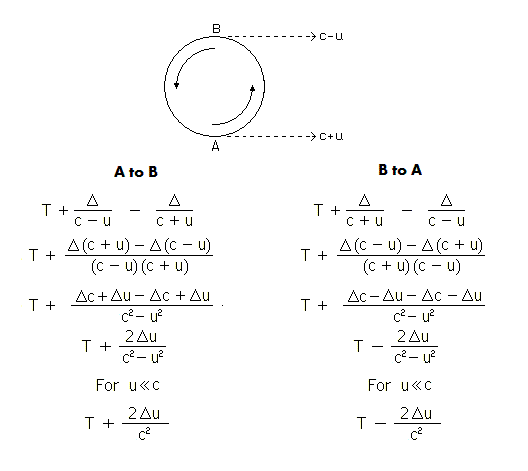 B
c-u
c+u
A
A to B
T + Δ/(c − u) − Δ/(c + u)
T + (Δ(c + u) − Δ(c − u))/((c − u)(c + u))
T + (Δc + Δu − Δc + Δu)/(c² − u²)
T + 2Δu/(c² − u²)
For u≪c
T + 2Δu/c²
B to A
T + Δ/(c + u) − Δ/(c − u)
T + (Δ(c − u) − Δ(c + u))/((c + u)(c − u))
T + (Δc − Δu − Δc − Δu)/(c² − u²)
T − 2Δu/(c² − u²)
For u≪c
T − 2Δu/c²